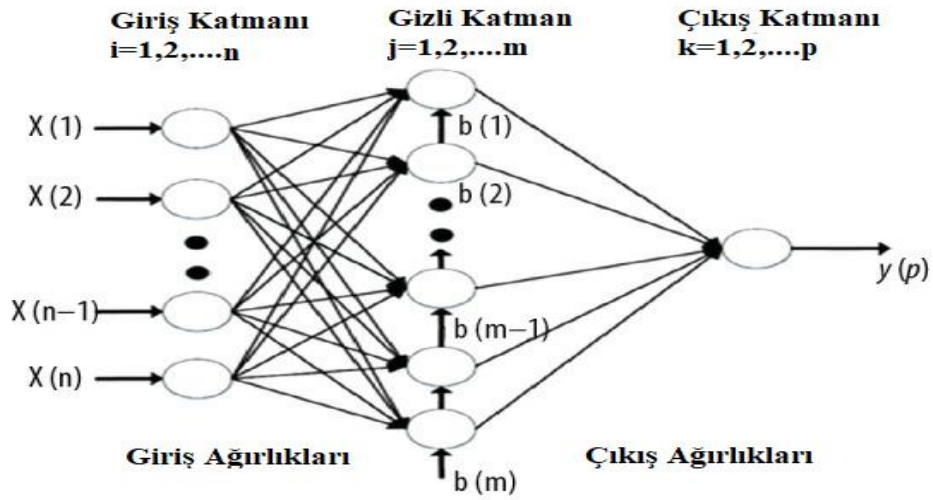 Giriş Katmanı
i=1,2,....n
Gizli Katman
j=1,2,....m
Çıkış Katmanı
k=1,2,....p
X (1)
X (2)
X (n−1)
X (n)
b (1)
b (2)
b (m−1)
b (m)
y (p)
Giriş Ağırlıkları
Çıkış Ağırlıkları